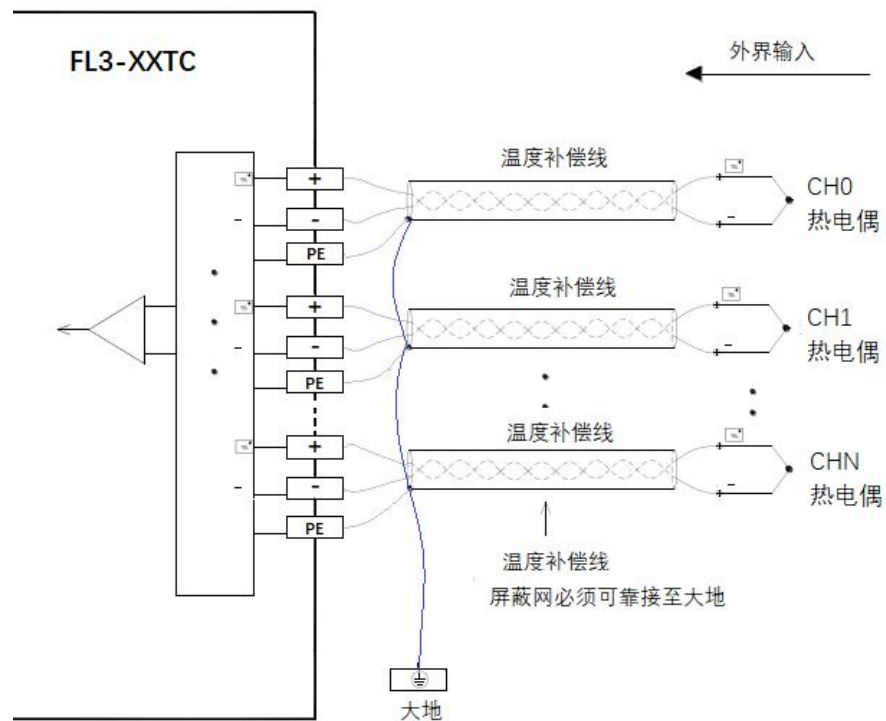 FL3-XXTC
外界输入
温度补偿线
+
-
PE
-
-
CH0
热电偶
温度补偿线
+
-
PE
-
-
CH1
热电偶
温度补偿线
+
-
PE
-
-
CHN
热电偶
温度补偿线
屏蔽网必须可靠接至大地
大地